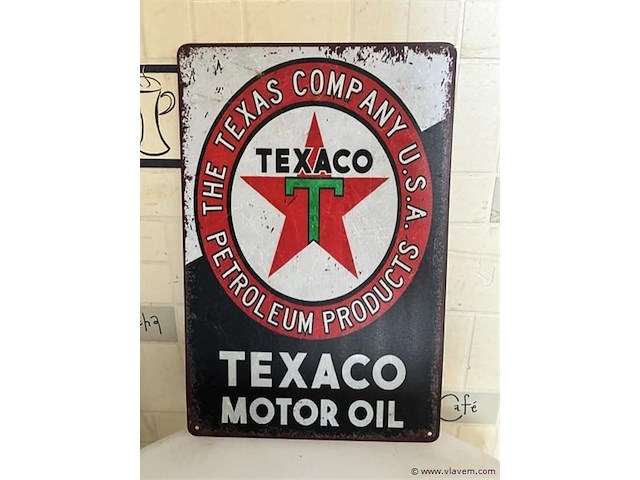 THE TEXAS COMPANY U.S.A.
TEXACO
T
PETROLEUM PRODUCTS
TEXACO
MOTOR OIL
Café
© www.vlavem.com